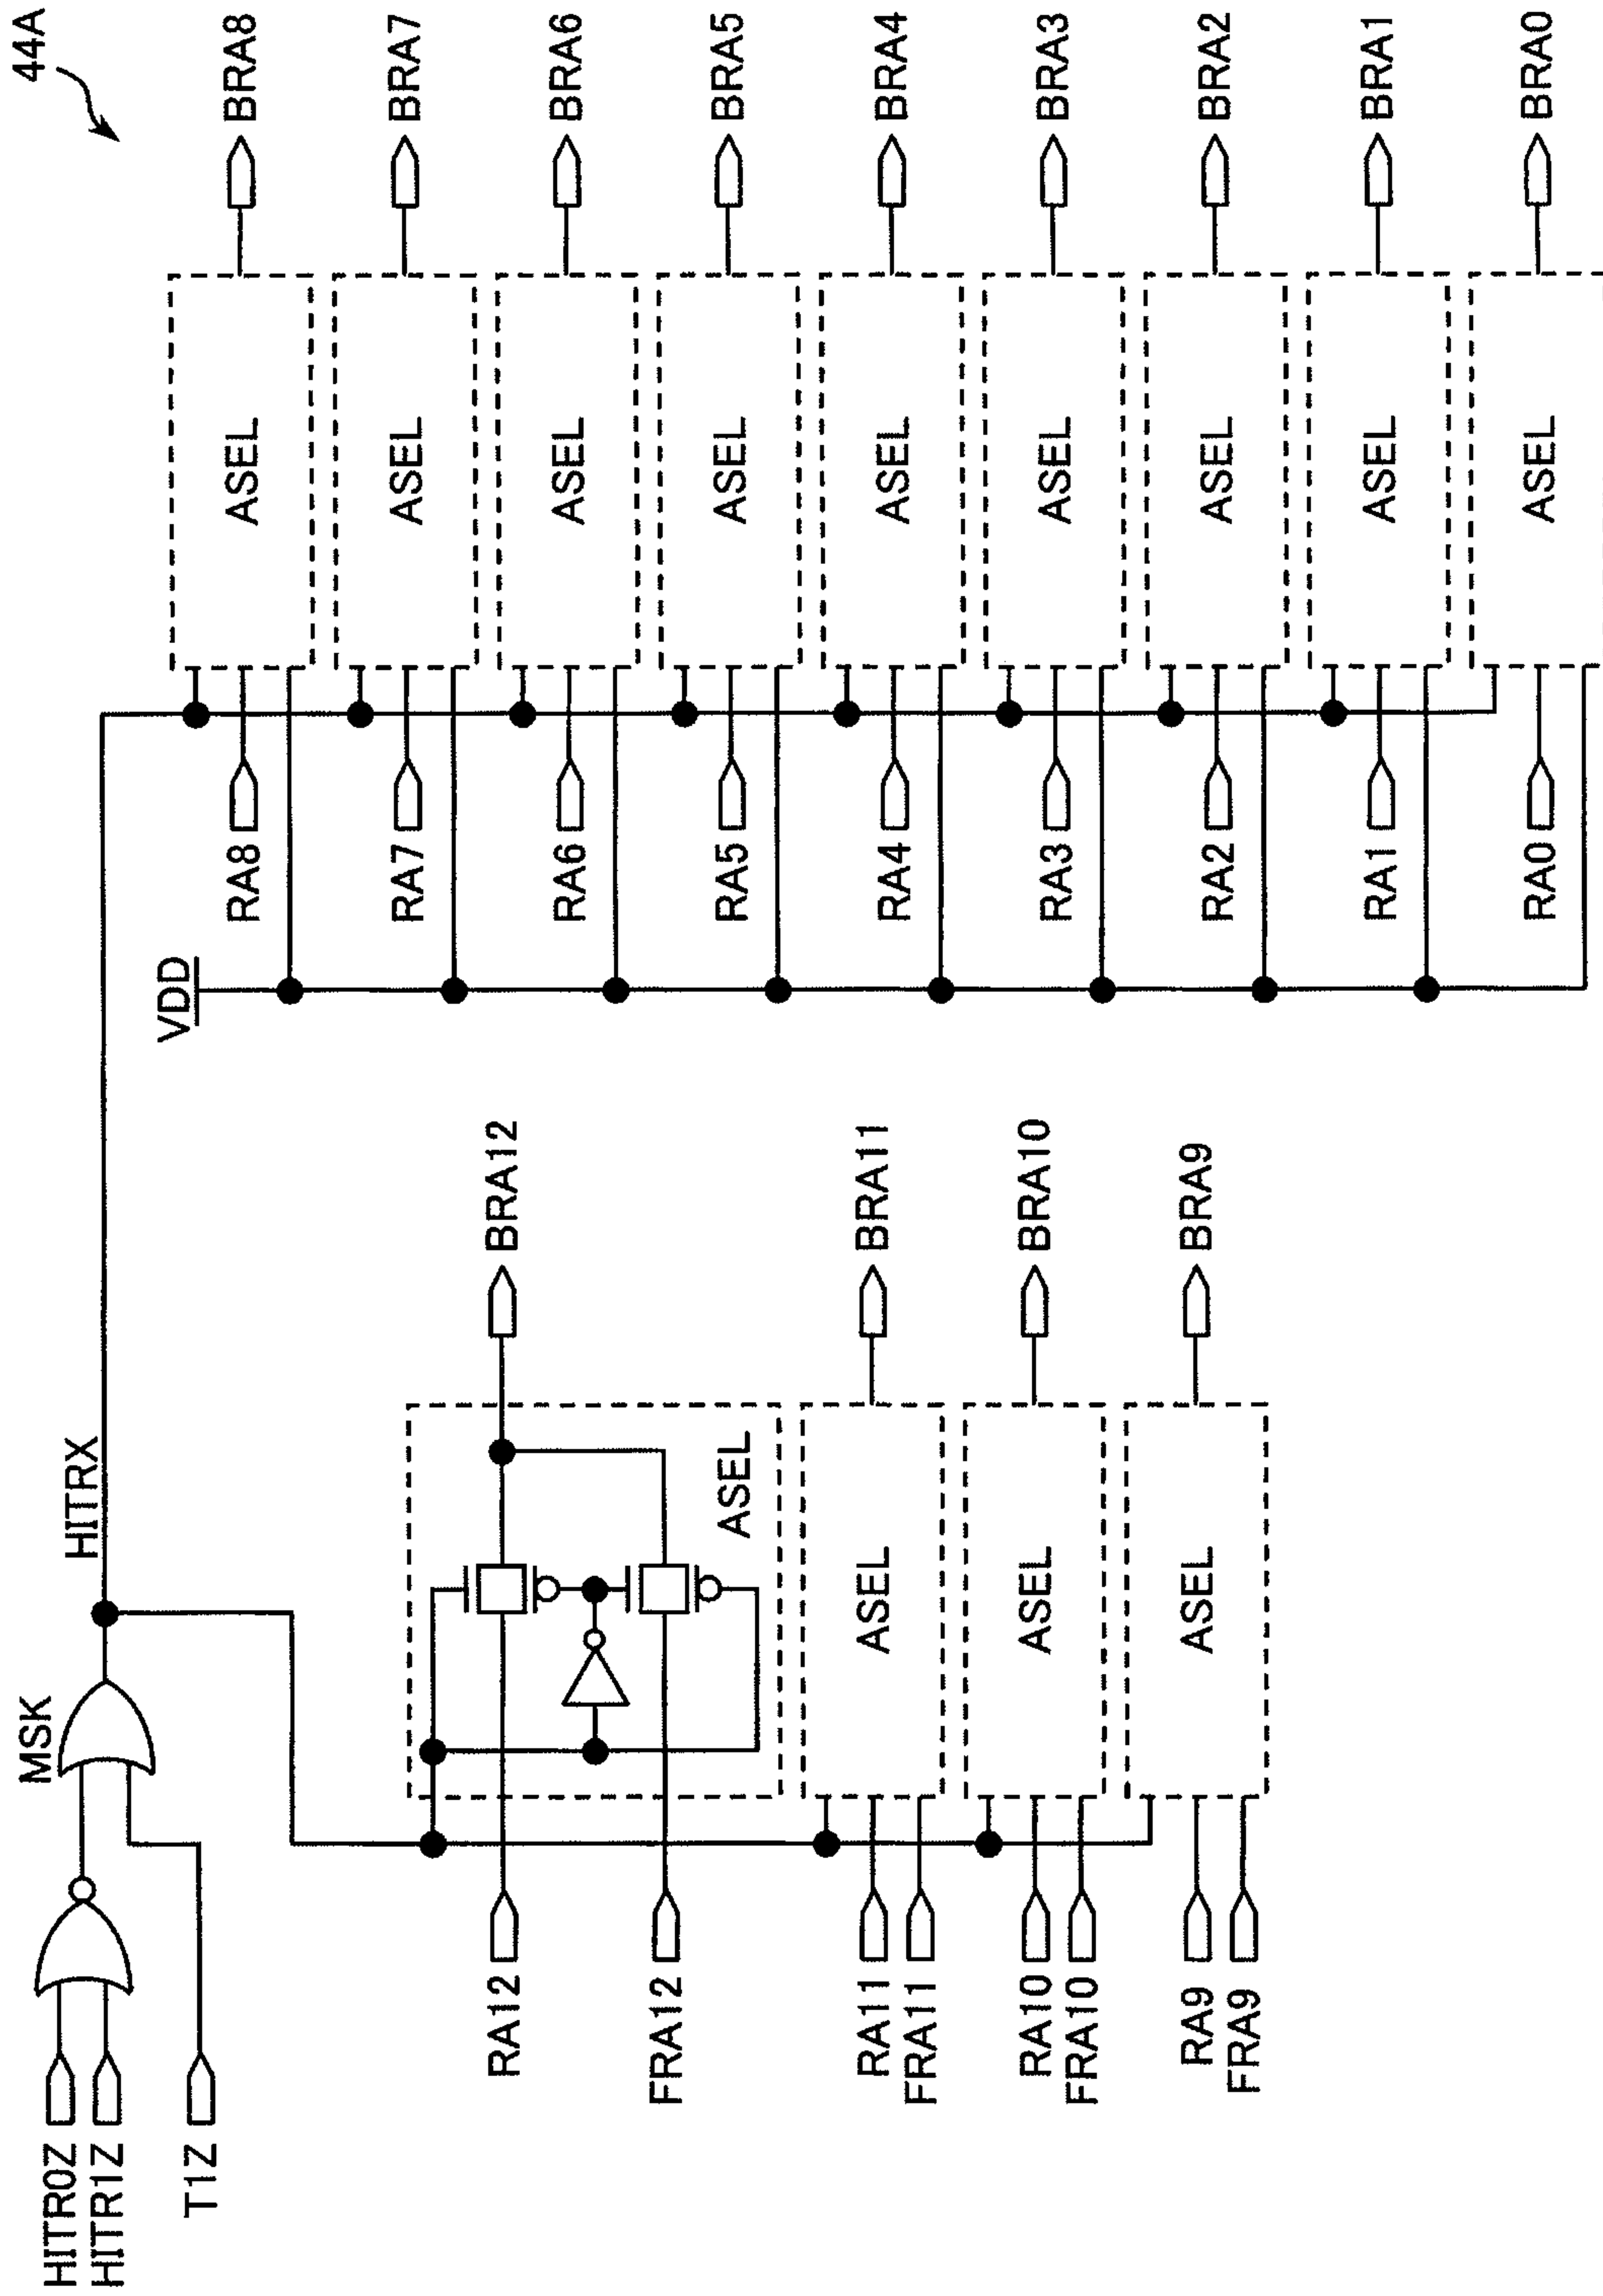 44A
HITR0Z
HITR1Z
T1Z
MSK
HITRX
RA12
FRA12
ASEL
BRA12
RA11
FRA11
ASEL
BRA11
RA10
FRA10
ASEL
BRA10
RA9
FRA9
ASEL
BRA9
VDD
RA8
ASEL
BRA8
RA7
ASEL
BRA7
RA6
ASEL
BRA6
RA5
ASEL
BRA5
RA4
ASEL
BRA4
RA3
ASEL
BRA3
RA2
ASEL
BRA2
RA1
ASEL
BRA1
RA0
ASEL
BRA0